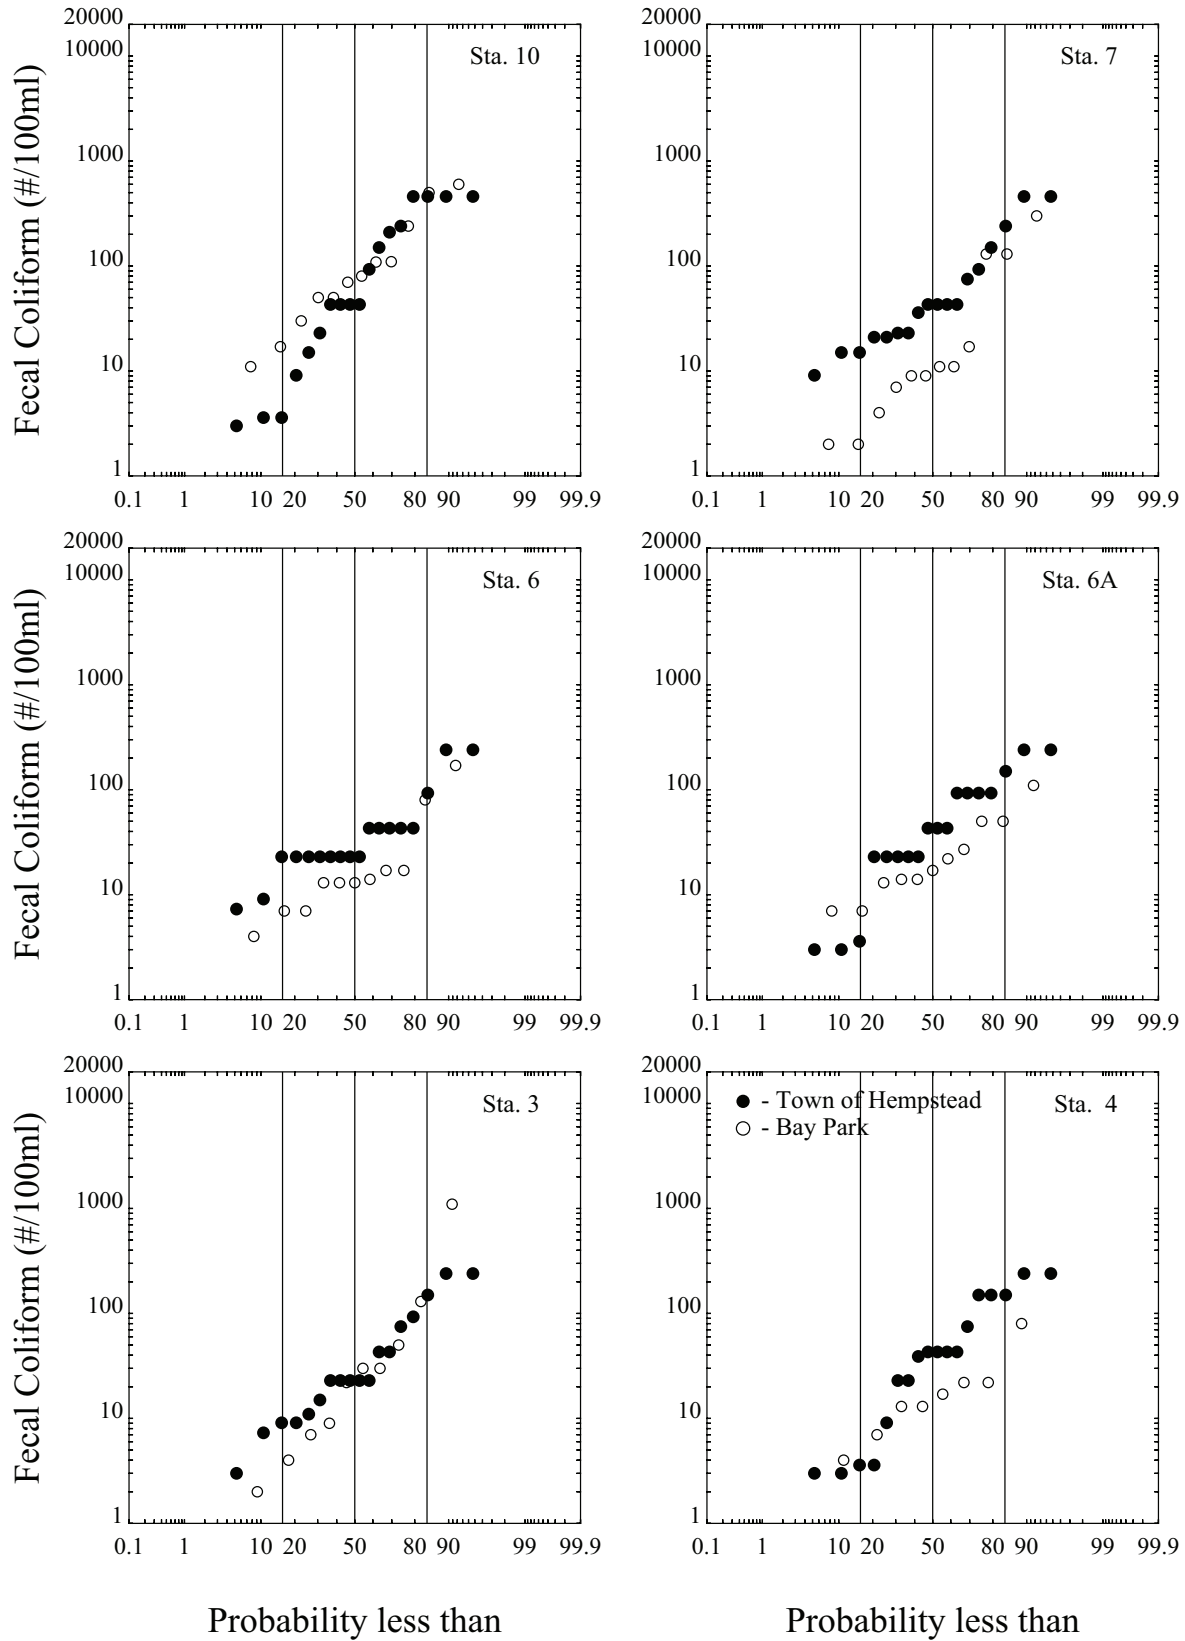 Sta. 10
20000
10000
1000
100
10
1
Fecal Coliform (#/100ml)
0.1 1 10 20 50 80 90 99 99.9
Sta. 7
20000
10000
1000
100
10
1
0.1 1 10 20 50 80 90 99 99.9
Sta. 6
20000
10000
1000
100
10
1
Fecal Coliform (#/100ml)
0.1 1 10 20 50 80 90 99 99.9
Sta. 6A
20000
10000
1000
100
10
1
0.1 1 10 20 50 80 90 99 99.9
Sta. 3
20000
10000
1000
100
10
1
Fecal Coliform (#/100ml)
0.1 1 10 20 50 80 90 99 99.9
Probability less than
Sta. 4
- Town of Hempstead
- Bay Park
20000
10000
1000
100
10
1
0.1 1 10 20 50 80 90 99 99.9
Probability less than